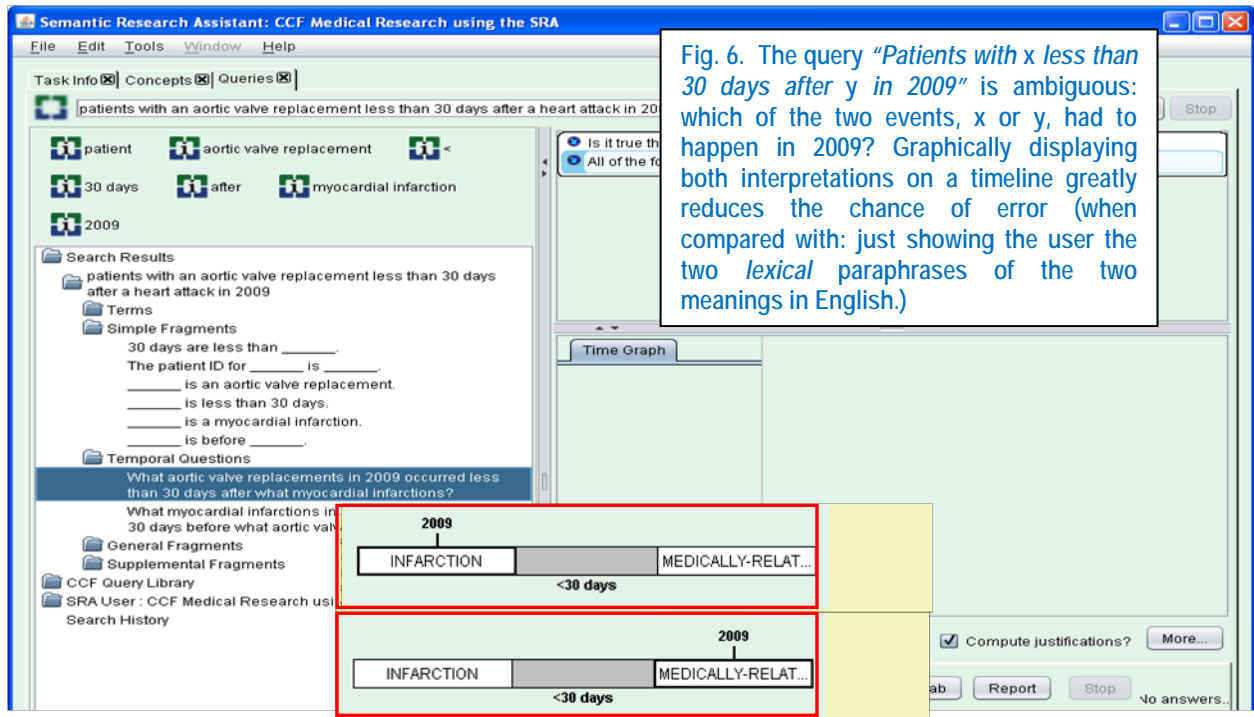 Semantic Research Assistant: CCF Medical Research using the SRA
File Edit Tools Window Help
Task Info Concepts Queries
patients with an aortic valve replacement less than 30 days after a heart attack in 20
Stop
patient aortic valve replacement <
30 days after myocardial infarction
2009
Search Results
patients with an aortic valve replacement less than 30 days
after a heart attack in 2009
Terms
Simple Fragments
30 days are less than ______.
The patient ID for ______ is ______.
______ is an aortic valve replacement.
______ is less than 30 days.
______ is a myocardial infarction.
______ is before ______.
Temporal Questions
What aortic valve replacements in 2009 occurred less
than 30 days after what myocardial infarctions?
What myocardial infarctions in
30 days before what aortic val
General Fragments
Supplemental Fragments
CCF Query Library
SRA User : CCF Medical Research usi
Search History
Is it true th
All of the fo
Fig. 6. The query "Patients with x less than
30 days after y in 2009" is ambiguous:
which of the two events, x or y, had to
happen in 2009? Graphically displaying
both interpretations on a timeline greatly
reduces the chance of error (when
compared with: just showing the user the
two lexical paraphrases of the two
meanings in English.)
Time Graph
2009
INFARCTION MEDICALLY-RELAT...
<30 days
2009
INFARCTION MEDICALLY-RELAT...
<30 days
Compute justifications? More...
ab Report Stop No answers..